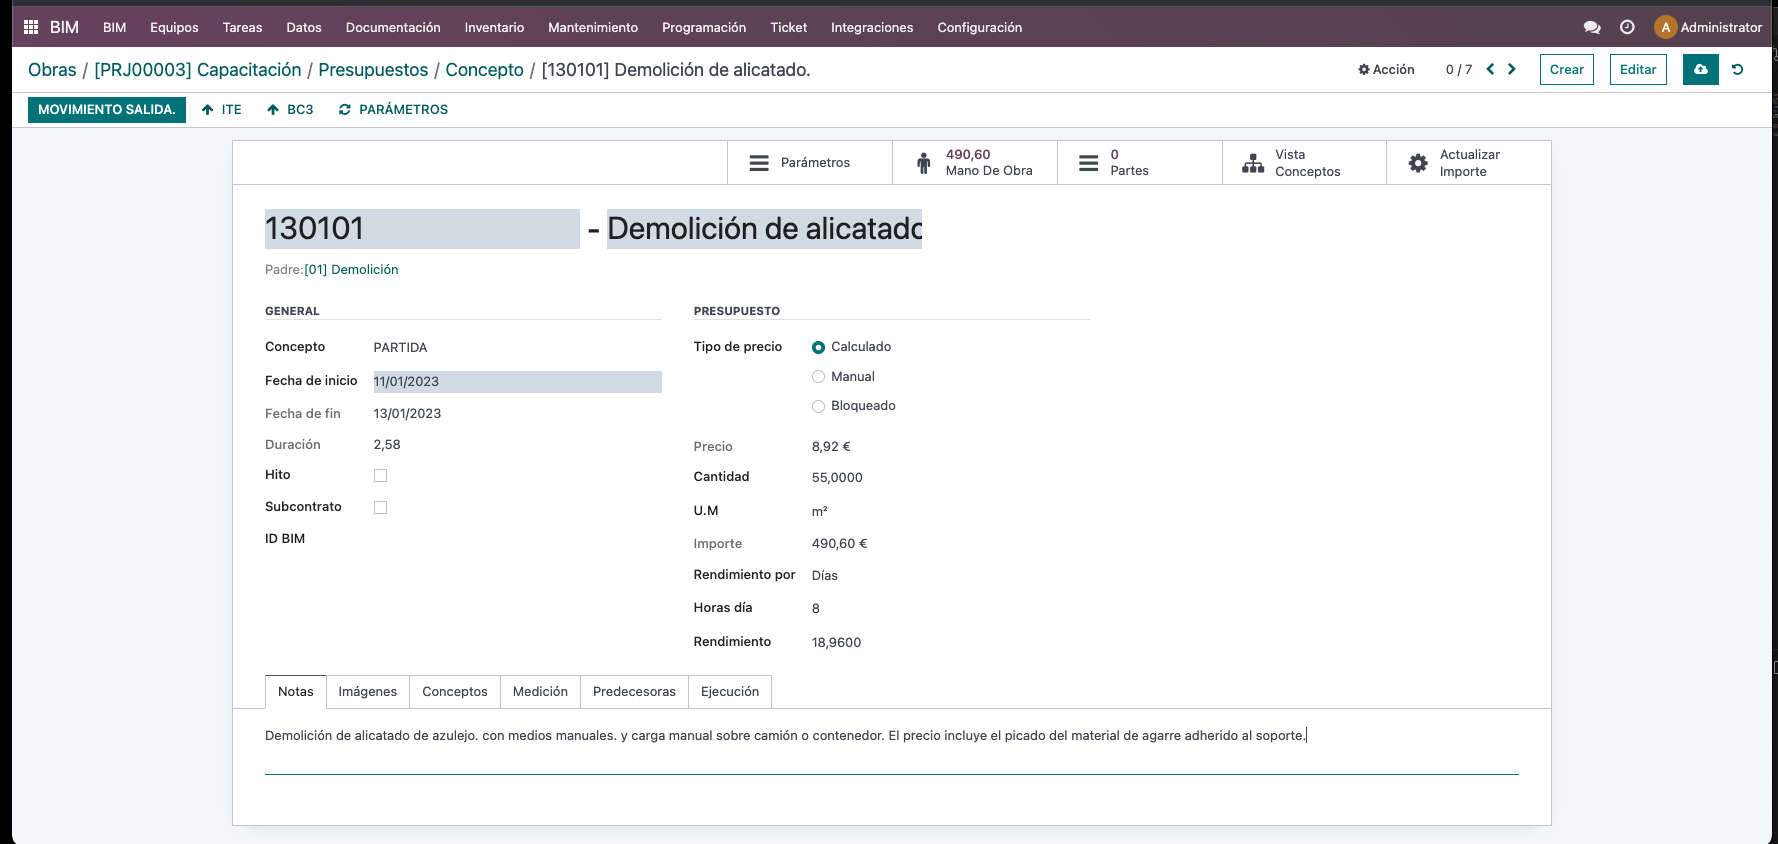 BIM BIM Equipos Tareas Datos Documentación Inventario Mantenimiento Programación Ticket Integraciones Configuración A Administrator
Obras / [PRJ00003] Capacitación / Presupuestos / Concepto / [130101] Demolición de alicatado. Acción 0 / 7 Crear Editar
MOVIMIENTO SALIDA. ITE BC3 PARÁMETROS
Parámetros
490,60
Mano De Obra
0
Partes
Vista
Conceptos
Actualizar
Importe
130101 - Demolición de alicatado
Padre:[01] Demolición
GENERAL
Concepto PARTIDA
Fecha de inicio 11/01/2023
Fecha de fin 13/01/2023
Duración 2,58
Hito
Subcontrato
ID BIM
PRESUPUESTO
Tipo de precio Calculado
Manual
Bloqueado
Precio 8,92 €
Cantidad 55,0000
U.M m²
Importe 490,60 €
Rendimiento por Días
Horas día 8
Rendimiento 18,9600
Notas Imágenes Conceptos Medición Predecesoras Ejecución
Demolición de alicatado de azulejo. con medios manuales. y carga manual sobre camión o contenedor. El precio incluye el picado del material de agarre adherido al soporte.